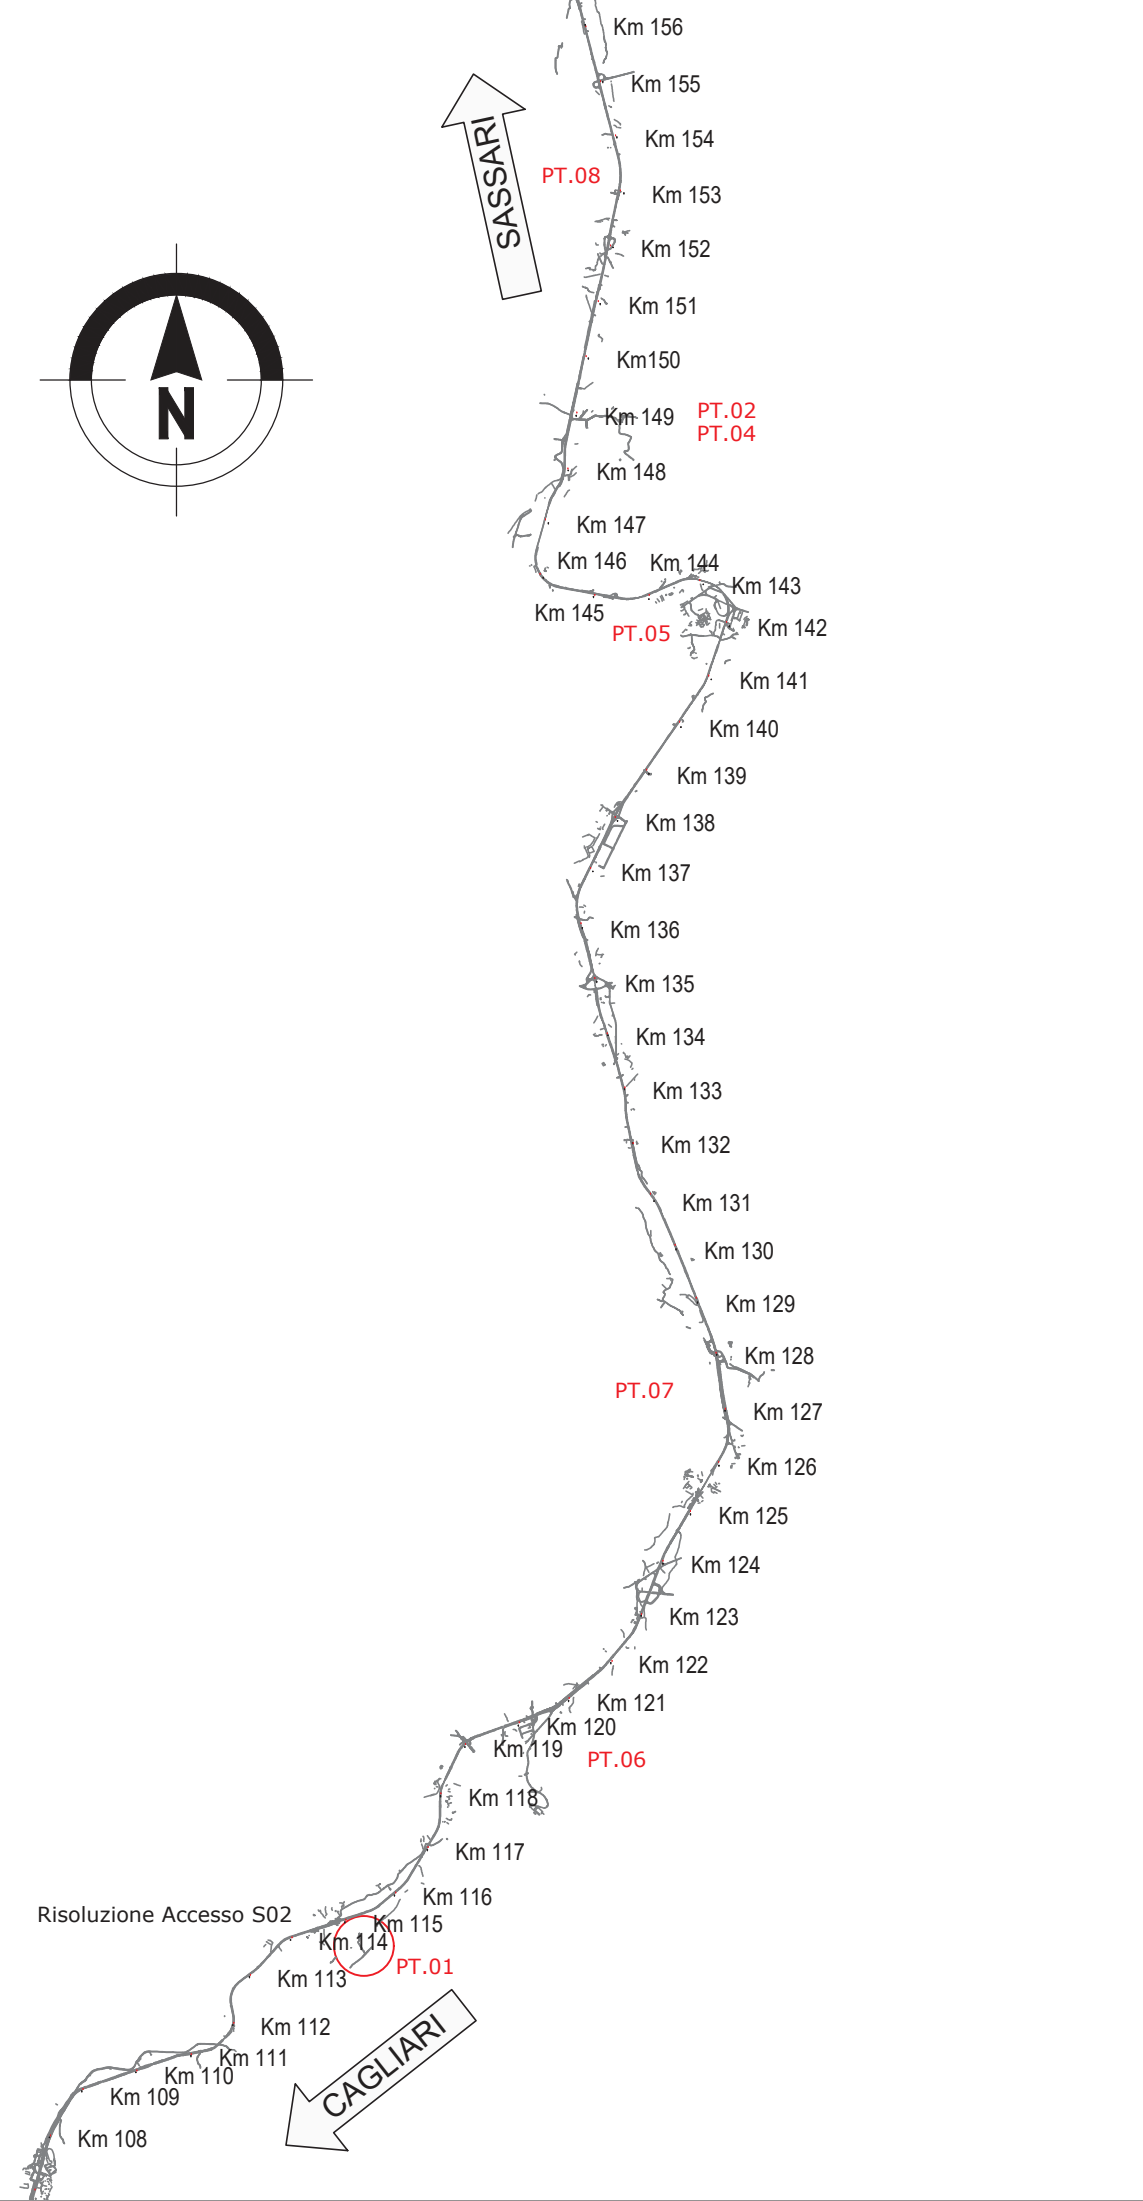 Km 156
Km 155
Km 154
SASSARI
PT.08
Km 153
Km 152
Km 151
Km150
N
Km 149
PT.02
PT.04
Km 148
Km 147
Km 146
Km 144
Km 143
Km 145
Km 142
PT.05
Km 141
Km 140
Km 139
Km 138
Km 137
Km 136
Km 135
Km 134
Km 133
Km 132
Km 131
Km 130
Km 129
Km 128
PT.07
Km 127
Km 126
Km 125
Km 124
Km 123
Km 122
Km 121
Km 120
Km 119
PT.06
Km 118
Km 117
Km 116
Risoluzione Accesso S02
Km 115
Km 114
PT.01
Km 113
Km 112
CAGLIARI
Km 111
Km 110
Km 109
Km 108